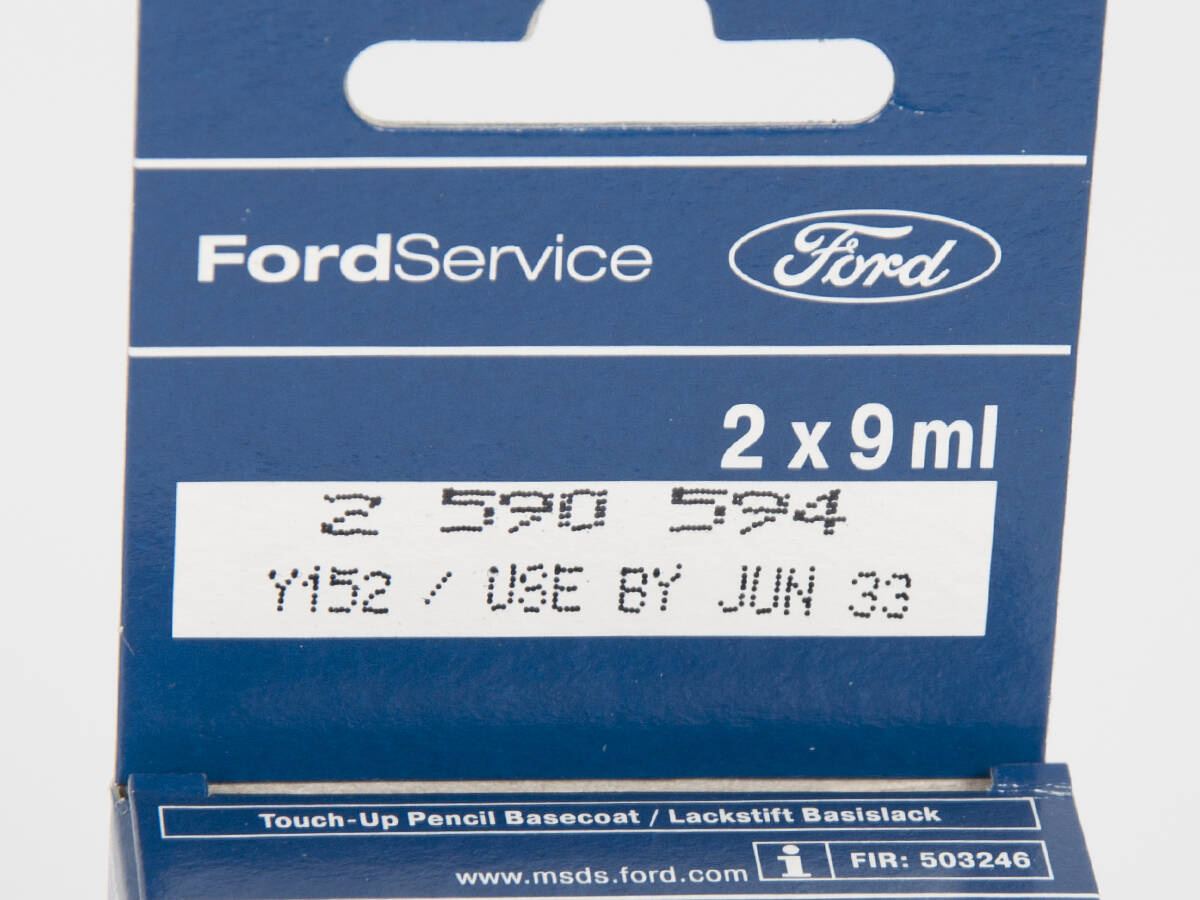 FordService Ford
2 x 9 ml
2 590 594
Y152 / USE BY JUN 33
Touch-Up Pencil Basecoat / Lackstift Basislack
www.msds.ford.com i FIR: 503246